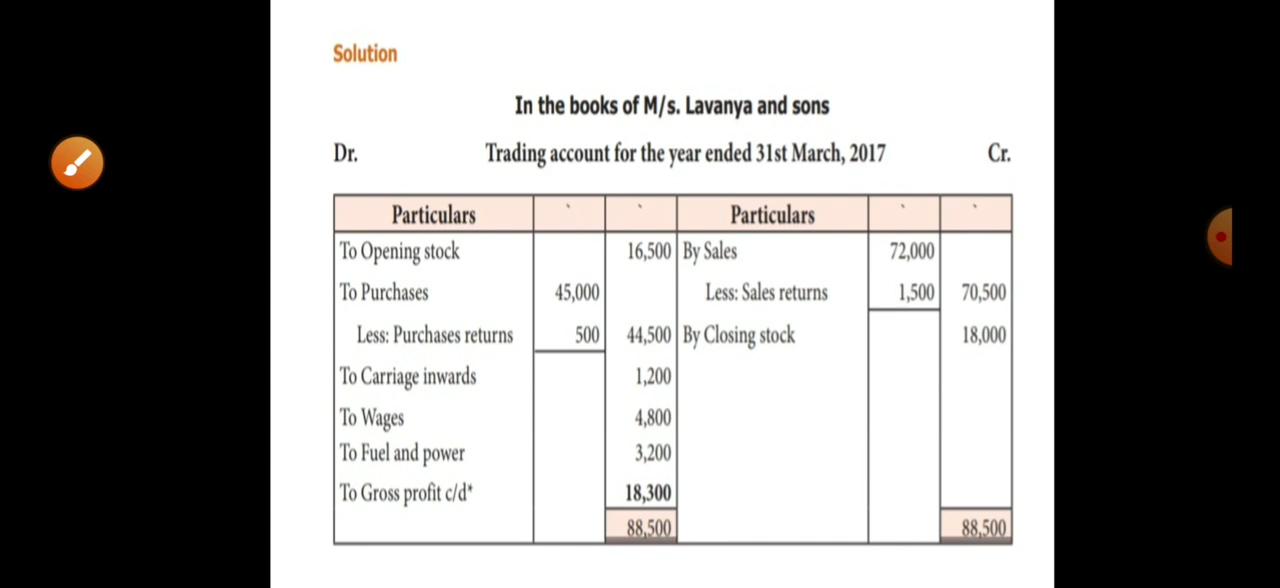 Solution
In the books of M/s. Lavanya and sons
Dr. Trading account for the year ended 31st March, 2017 Cr.
Particulars ` ` Particulars ` `
To Opening stock 16,500 By Sales 72,000
To Purchases 45,000 Less: Sales returns 1,500 70,500
Less: Purchases returns 500 44,500 By Closing stock 18,000
To Carriage inwards 1,200
To Wages 4,800
To Fuel and power 3,200
To Gross profit c/d* 18,300
88,500 88,500